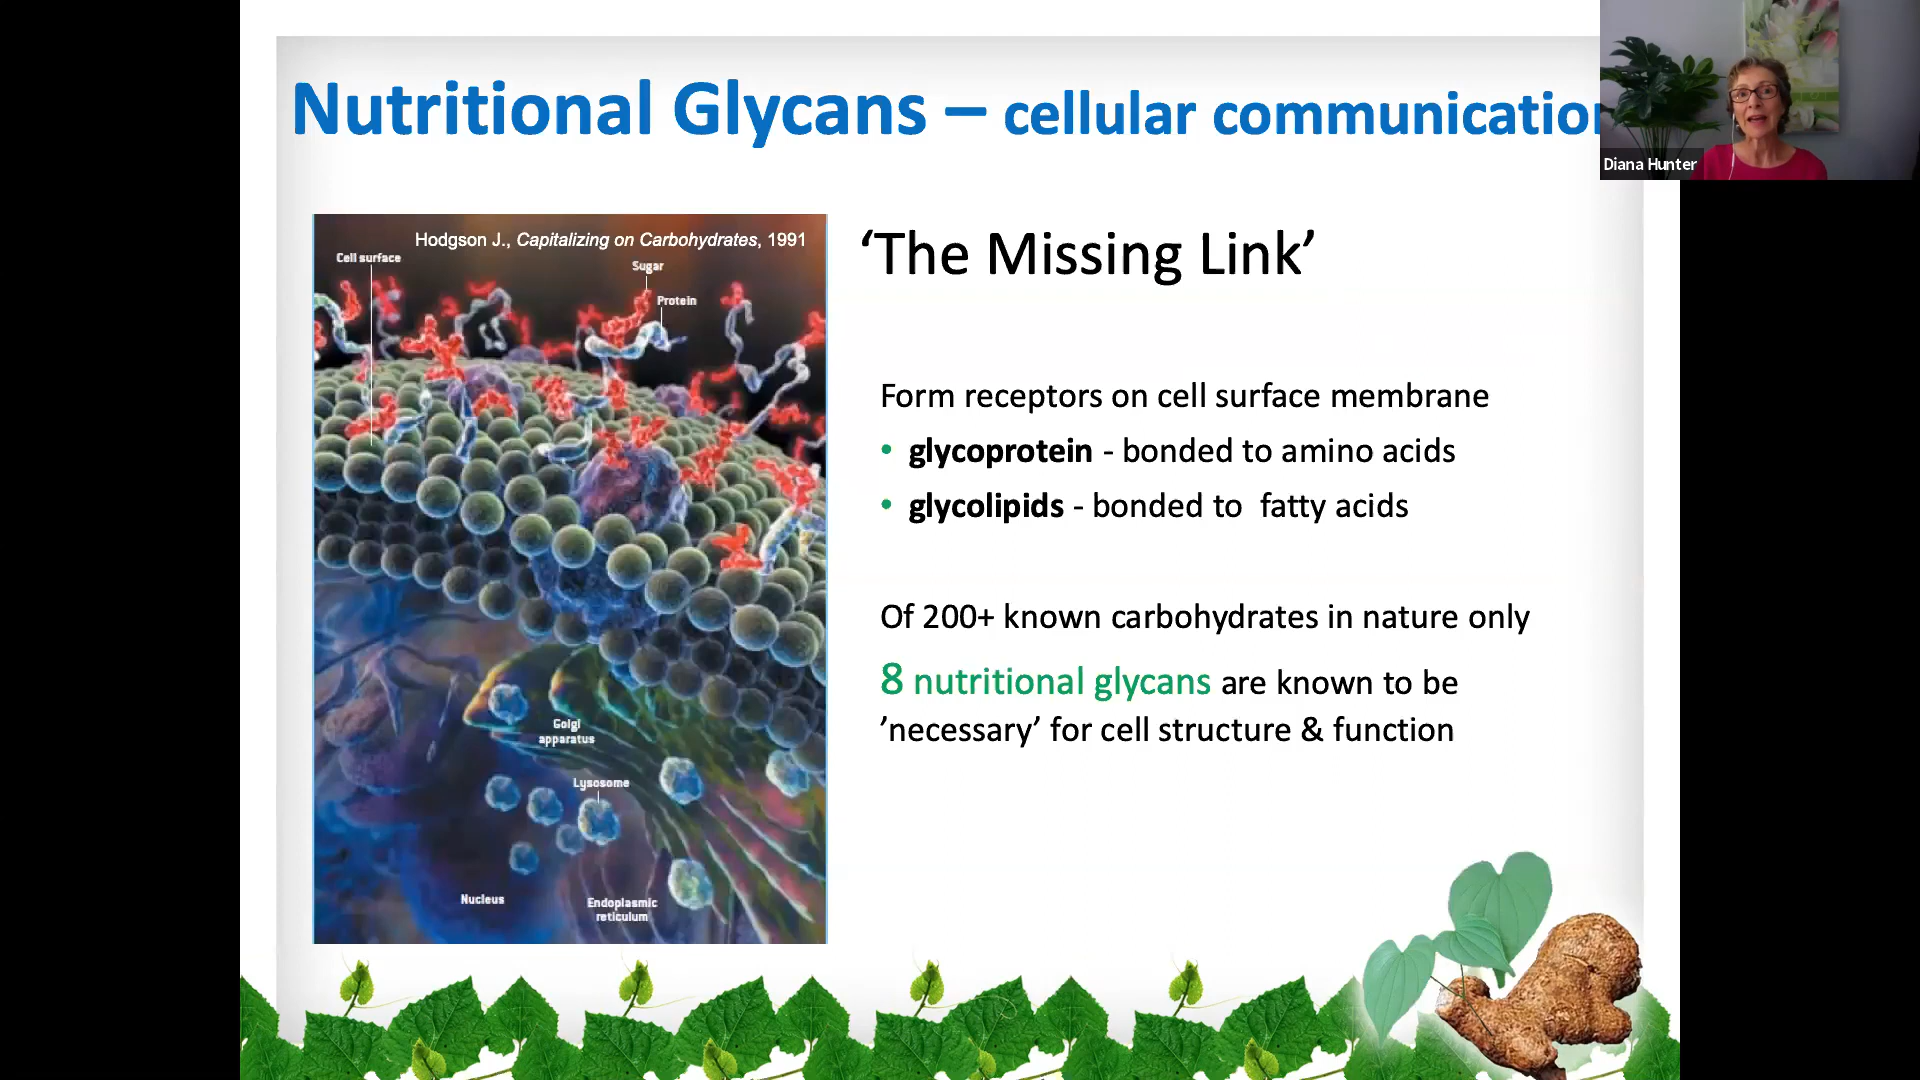 Nutritional Glycans – cellular communication
Diana Hunter
Hodgson J., Capitalizing on Carbohydrates, 1991
Cell surface
Sugar
Protein
Golgi
apparatus
Lysosome
Nucleus
Endoplasmic
reticulum
‘The Missing Link’
Form receptors on cell surface membrane
• glycoprotein - bonded to amino acids
• glycolipids - bonded to fatty acids
Of 200+ known carbohydrates in nature only
8 nutritional glycans are known to be
’necessary’ for cell structure & function